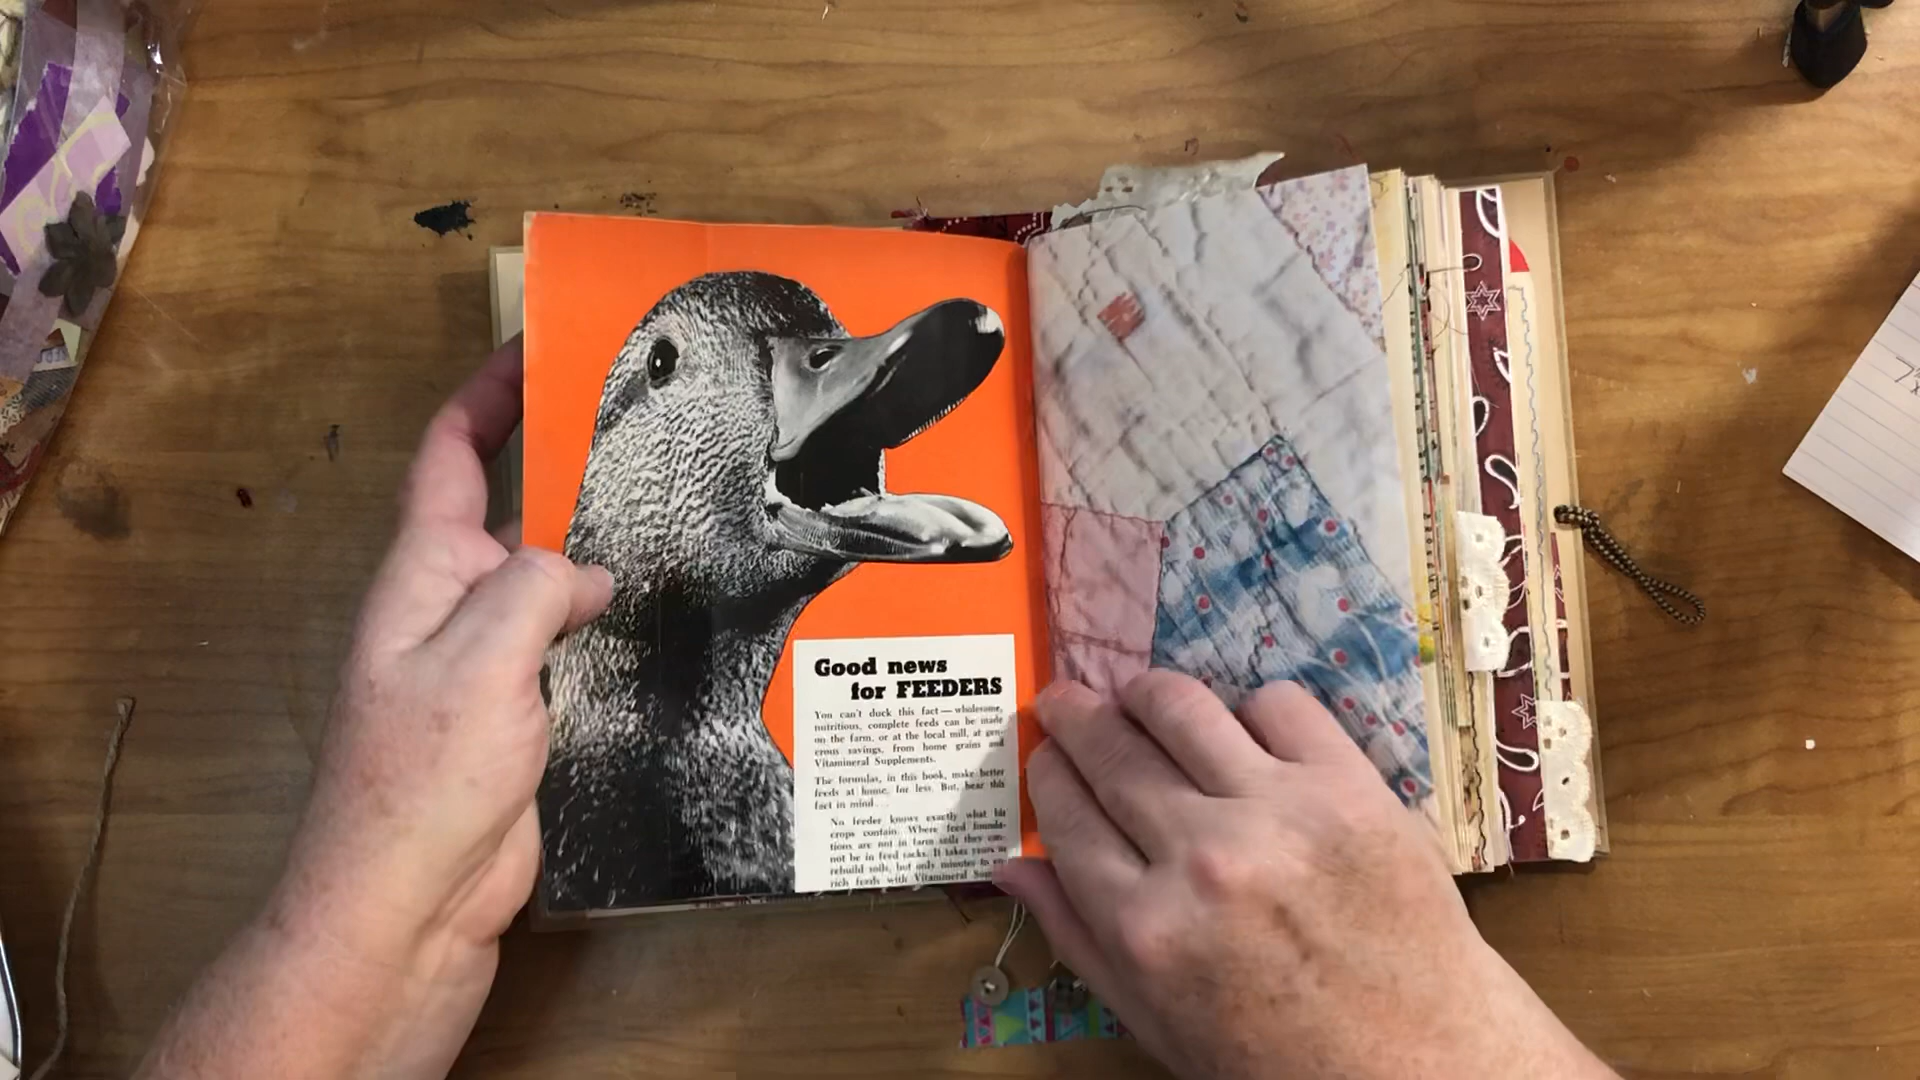 Good news
for FEEDERS
You can't duck this fact — wholesome,
nutritious, complete feeds can be made
on the farm, or at the local mill, at gen-
erous savings, from home grains and
Vitamineral Supplements.
The formulas, in this book, make better
feeds at home, for less. But, bear this
fact in mind . . .
No feeder knows exactly what his
crops contain. Where feed founda-
tions are not in farm soils they can-
not be in feed sacks. It takes years to
rebuild soils, but only minutes to en-
rich feeds with Vitamineral